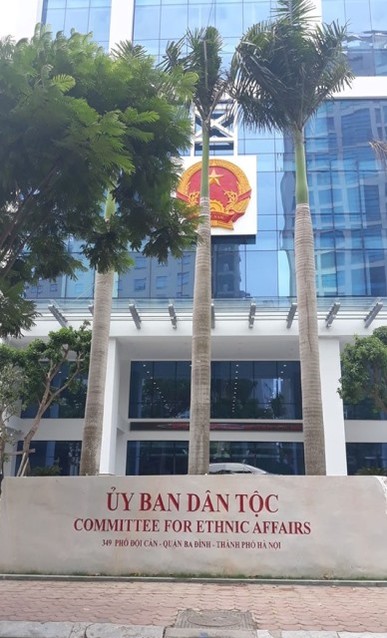 ỦY BAN DÂN TỘC
COMMITTEE FOR ETHNIC AFFAIRS
349 PHỐ ĐỘI CẤN - QUẬN BA ĐÌNH - THÀNH PHỐ HÀ NỘI